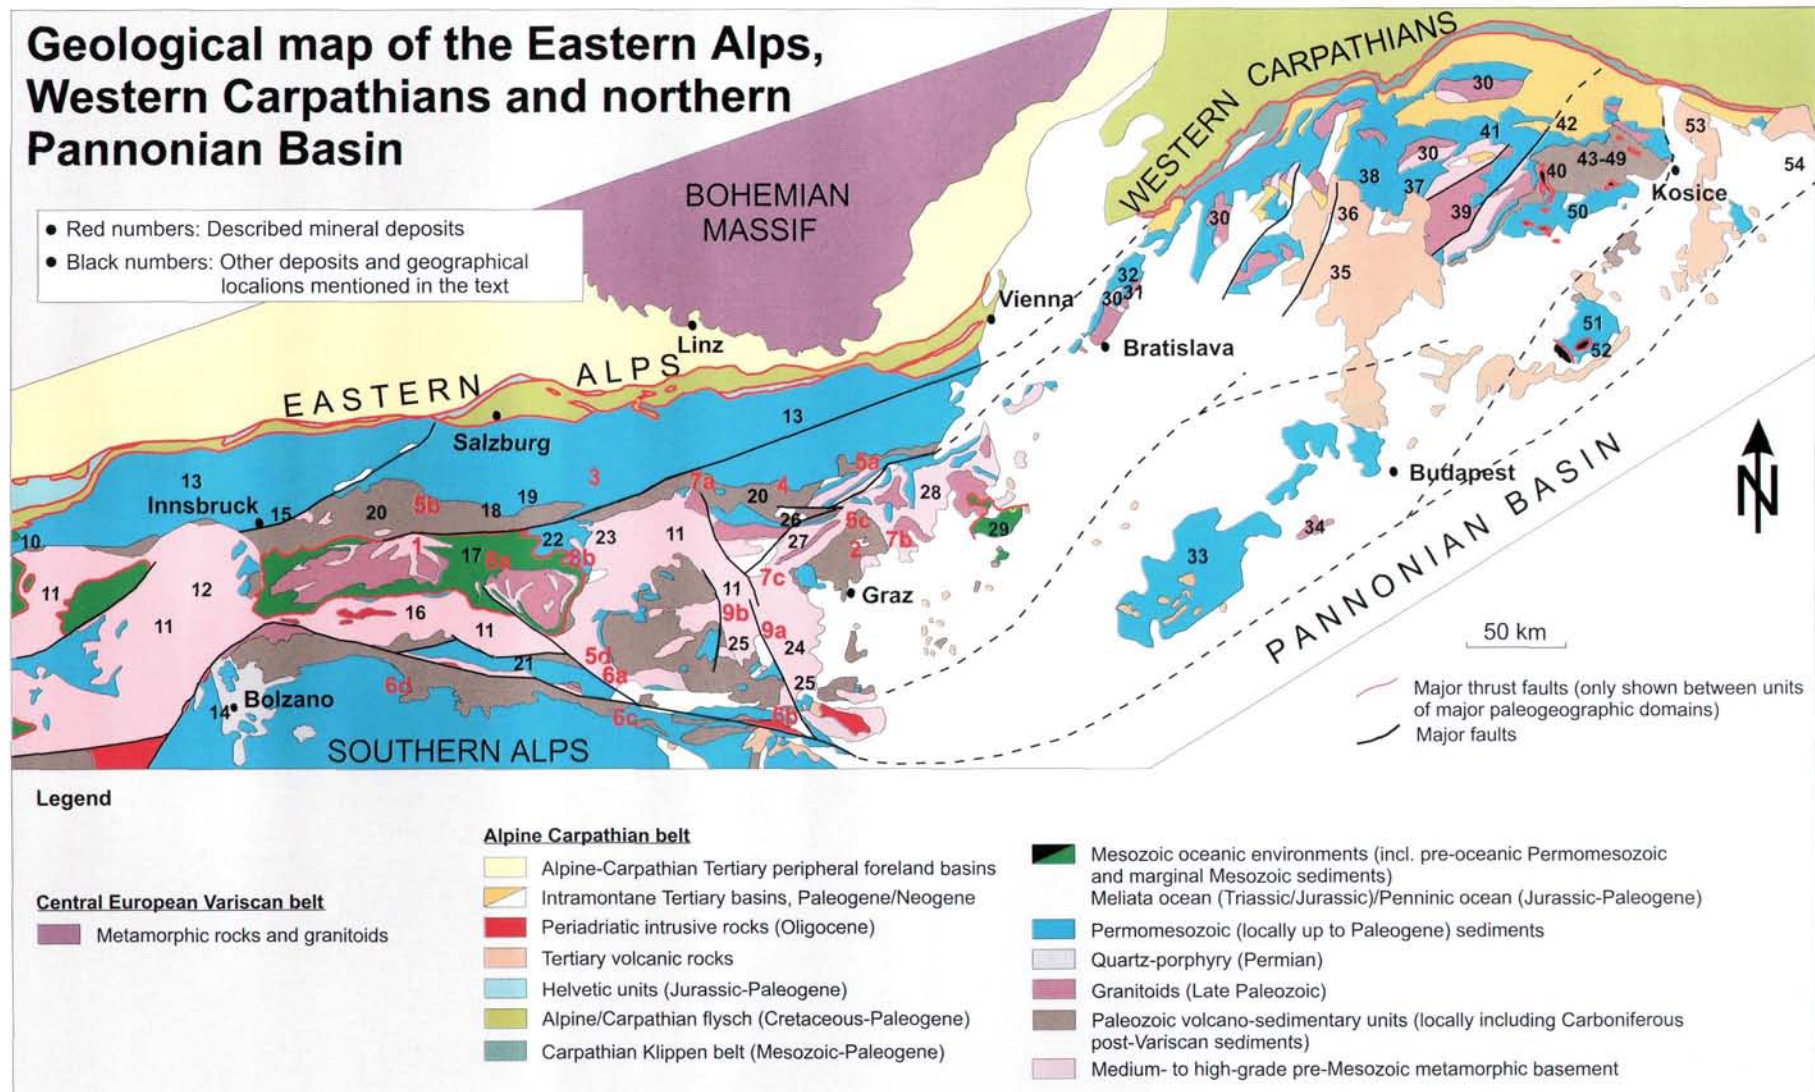 Geological map of the Eastern Alps,
Western Carpathians and northern
Pannonian Basin
● Red numbers: Described mineral deposits
● Black numbers: Other deposits and geographical
localions mentioned in the text
BOHEMIAN
MASSIF
WESTERN CARPATHIANS
EASTERN ALPS
SOUTHERN ALPS
PANNONIAN BASIN
Linz
Vienna
Salzburg
Innsbruck
Bolzano
Graz
Bratislava
Budapest
Kosice
30
41
42
53
54
30
43-49
40
38
37
36
39
50
30
35
32
30 31
51
52
13
13
3
5a
7a
4
20
28
15
20
5b
18
19
26
5c
29
34
10
1
17
22
23
11
27
2
7b
33
8a
8b
11
12
7c
11
16
11
9b
11
9a
25
24
5d
21
6a
6d
25
14
6c
6b
50 km
N
Major thrust faults (only shown between units
of major paleogeographic domains)
Major faults
Legend
Central European Variscan belt
Metamorphic rocks and granitoids
Alpine Carpathian belt
Alpine-Carpathian Tertiary peripheral foreland basins
Intramontane Tertiary basins, Paleogene/Neogene
Periadriatic intrusive rocks (Oligocene)
Tertiary volcanic rocks
Helvetic units (Jurassic-Paleogene)
Alpine/Carpathian flysch (Cretaceous-Paleogene)
Carpathian Klippen belt (Mesozoic-Paleogene)
Mesozoic oceanic environments (incl. pre-oceanic Permomesozoic
and marginal Mesozoic sediments)
Meliata ocean (Triassic/Jurassic)/Penninic ocean (Jurassic-Paleogene)
Permomesozoic (locally up to Paleogene) sediments
Quartz-porphyry (Permian)
Granitoids (Late Paleozoic)
Paleozoic volcano-sedimentary units (locally including Carboniferous
post-Variscan sediments)
Medium- to high-grade pre-Mesozoic metamorphic basement